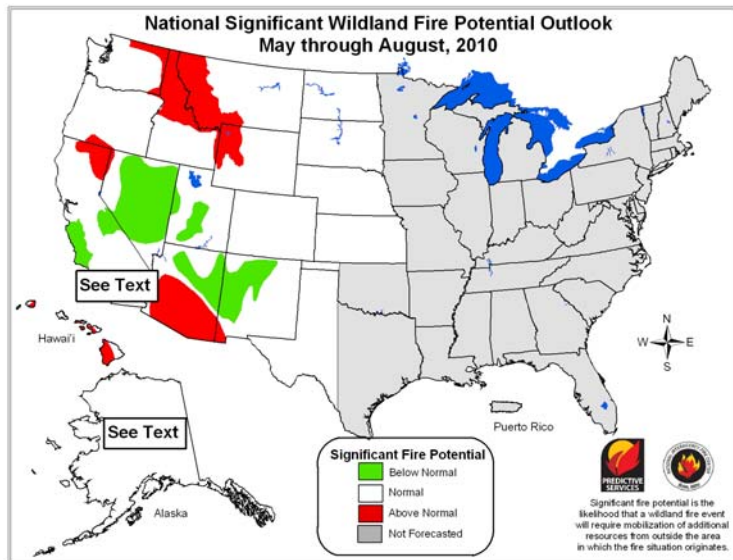 National Significant Wildland Fire Potential Outlook
May through August, 2010
See Text
Hawai'i
See Text
Alaska
Puerto Rico
N
W
E
S
Significant Fire Potential
Below Normal
Normal
Above Normal
Not Forecasted
PREDICTIVE
SERVICES
Significant fire potential is the
likelihood that a wildland fire event
will require mobilization of additional
resources from outside the area
in which the fire situation originates.